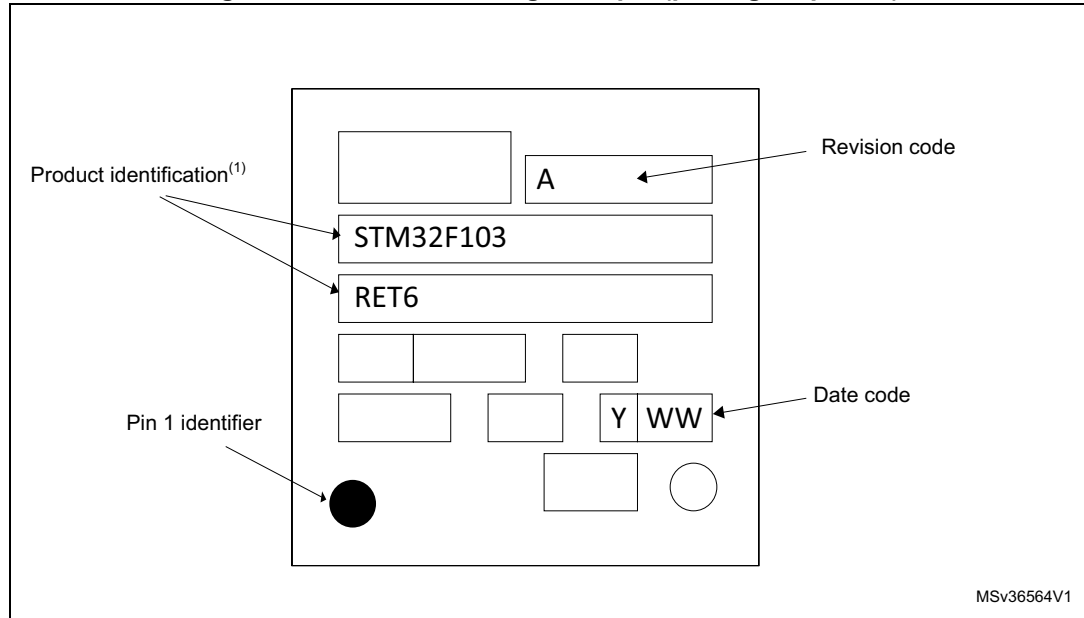 Revision code
Product identification(1)
A
STM32F103
RET6
Date code
Y WW
Pin 1 identifier
MSv36564V1